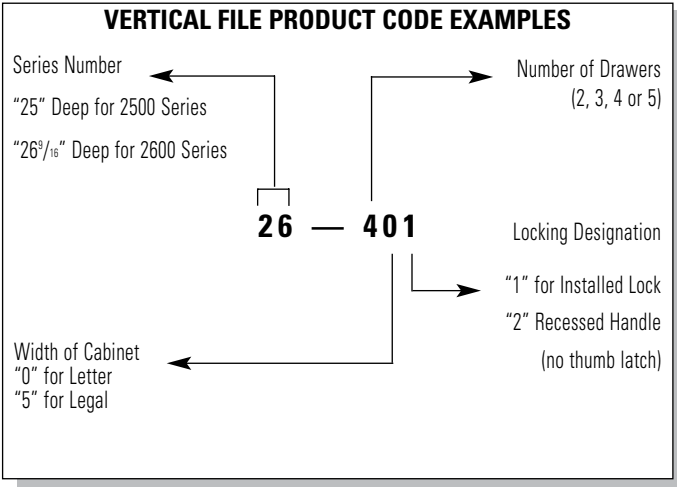 VERTICAL FILE PRODUCT CODE EXAMPLES
Series Number
“25” Deep for 2500 Series
“26⁹/₁₆” Deep for 2600 Series
Number of Drawers
(2, 3, 4 or 5)
26 — 401
Locking Designation
“1” for Installed Lock
“2” Recessed Handle
(no thumb latch)
Width of Cabinet
“0” for Letter
“5” for Legal